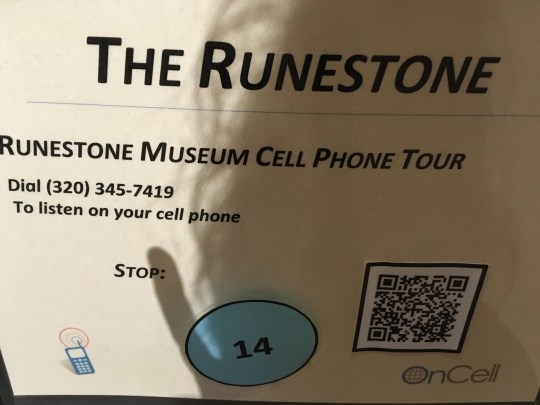 THE RUNESTONE
RUNESTONE MUSEUM CELL PHONE TOUR
Dial (320) 345-7419
To listen on your cell phone
STOP:
14
OnCell